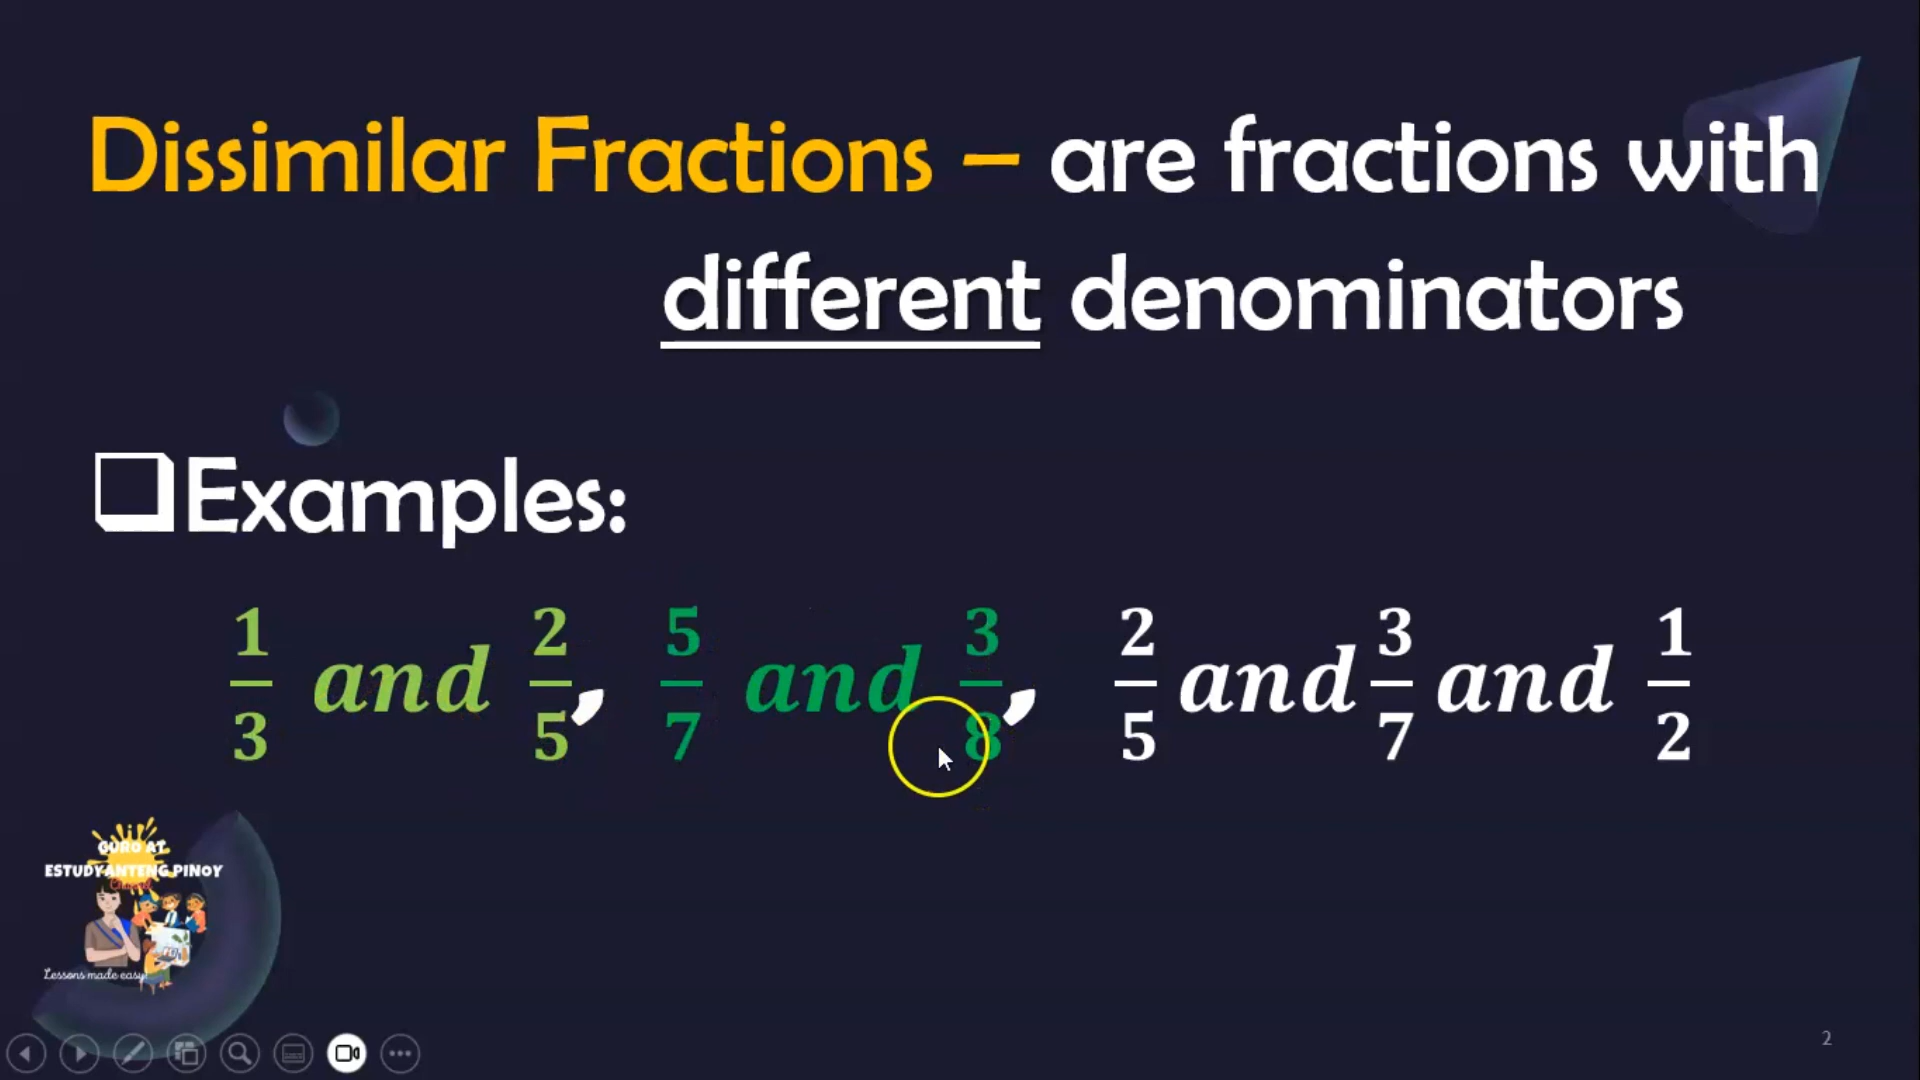 Dissimilar Fractions – are fractions with
different denominators
❑Examples:
1/3 and 2/5, 5/7 and 3/8, 2/5 and 3/7 and 1/2
GURO AT
ESTUDYANTENG PINOY
Channel
Lessons made easy!
2